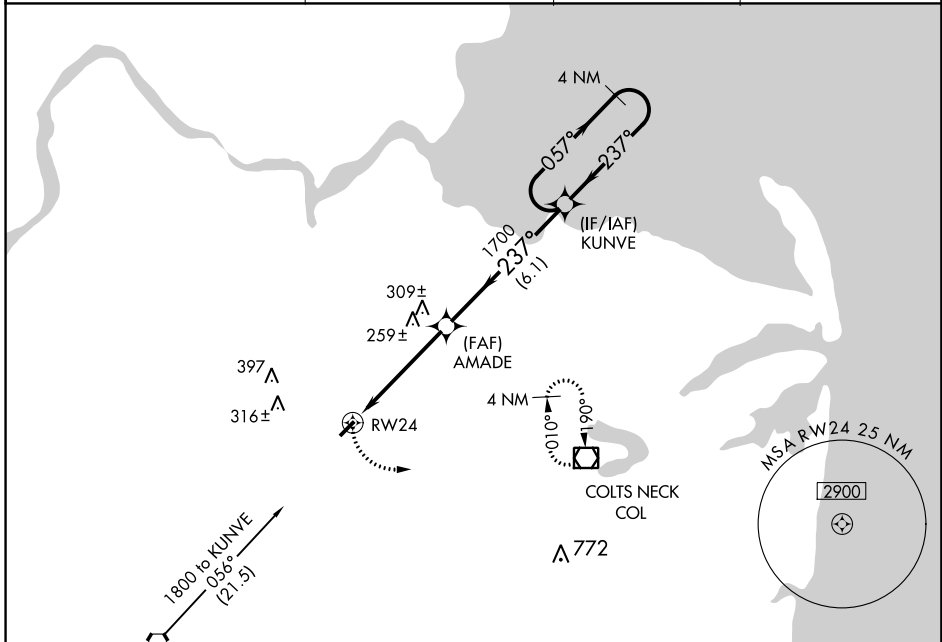 4 NM
057°
237°
(IF/IAF)
KUNVE
1700
237°
(6.1)
309±
259±
(FAF)
AMADE
397
316±
RW24
4 NM
010°
190°
COLTS NECK
COL
MSA RW24 25 NM
2900
772
1800 to KUNVE
056°
(21.5)